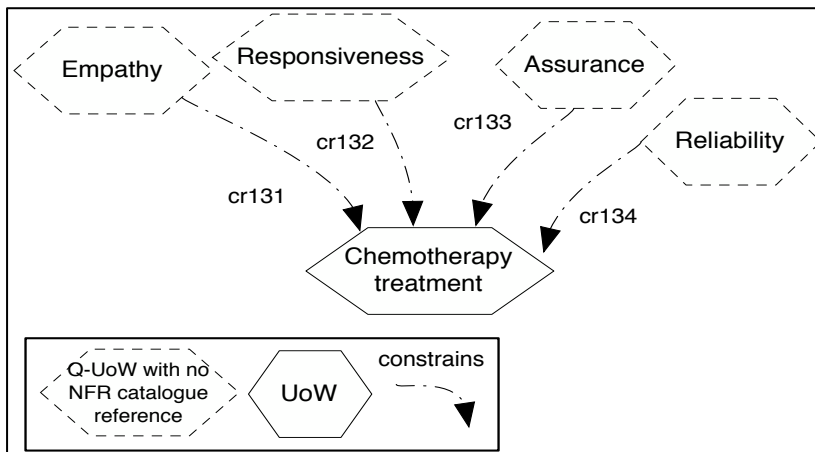 Empathy
Responsiveness
Assurance
Reliability
cr131
cr132
cr133
cr134
Chemotherapy
treatment
Q-UoW with no
NFR catalogue
reference
UoW
constrains